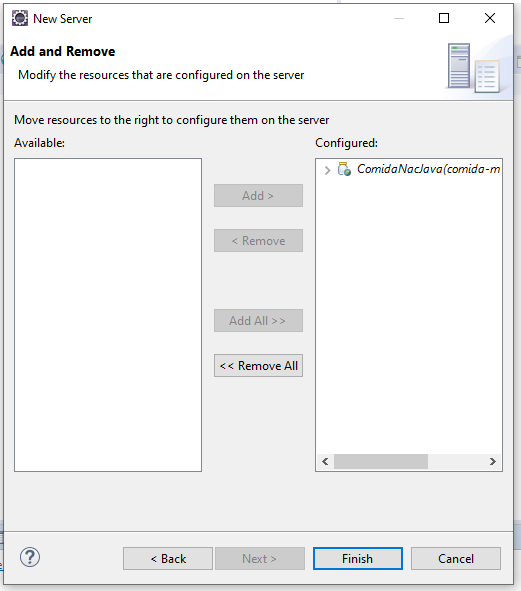 New Server
Add and Remove
Modify the resources that are configured on the server
Move resources to the right to configure them on the server
Available:
Configured:
ComidaNacJava(comida-m
Add >
< Remove
Add All >>
<< Remove All
?
< Back
Next >
Finish
Cancel